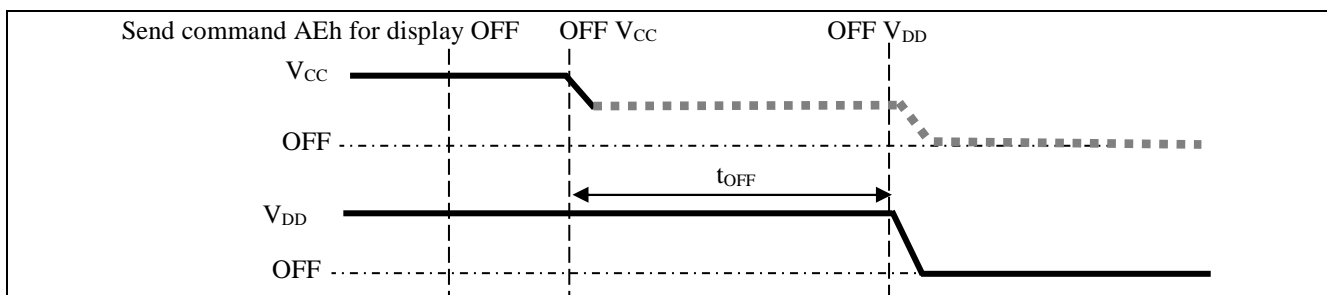 Send command AEh for display OFF OFF VCC OFF VDD
VCC
OFF
tOFF
VDD
OFF